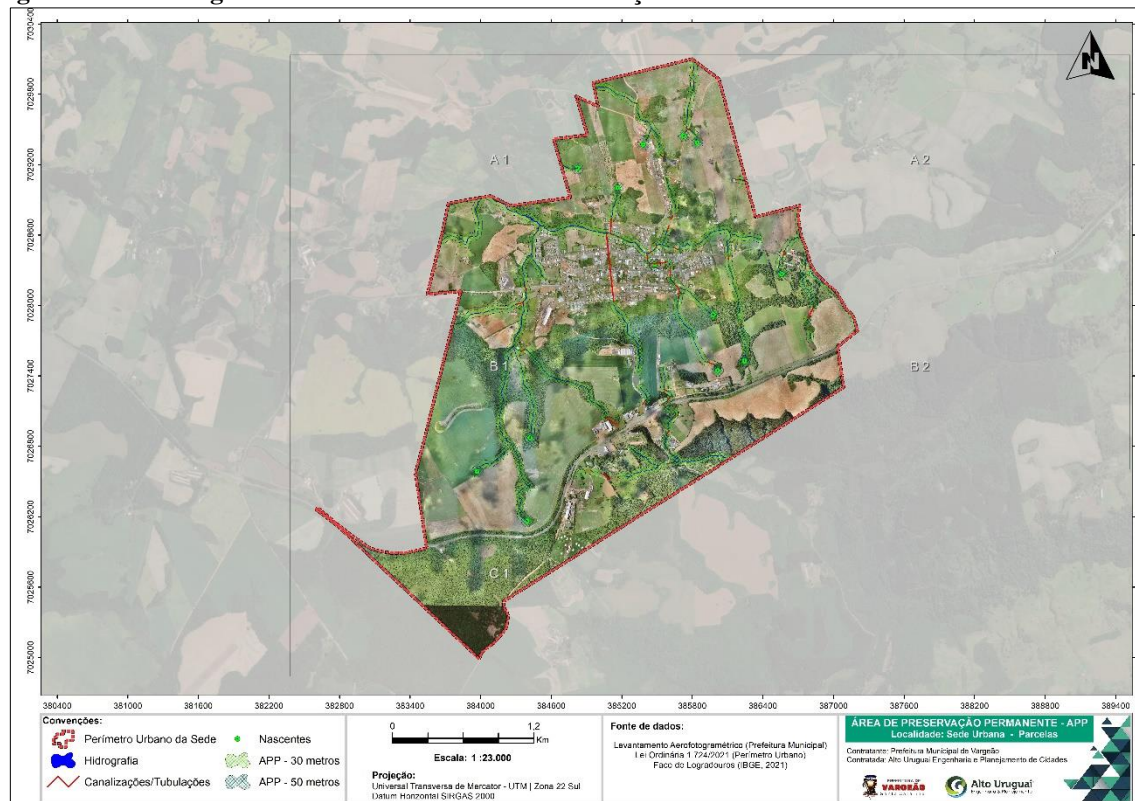 7030400
7029800
7029200
7028600
7028000
7027400
7026800
7026200
7025600
7025000
N
A 1
A 2
B 1
B 2
C 1
380400 381000 381600 382200 382800 383400 384000 384600 385200 385800 386400 387000 387600 388200 388800 389400
Convenções:
Perímetro Urbano da Sede
Hidrografia
Canalizações/Tubulações
Nascentes
APP - 30 metros
APP - 50 metros
0 1,2
Km
Escala: 1 :23.000
Projeção:
Universal Transversa de Mercator - UTM | Zona 22 Sul
Datum Horizontal SIRGAS 2000
Fonte de dados:
Levantamento Aerofotogramétrico (Prefeitura Municipal)
Lei Ordinária 1.724/2021 (Perímetro Urbano)
Face de Logradouros (IBGE, 2021)
ÁREA DE PRESERVAÇÃO PERMANENTE - APP
Localidade: Sede Urbana - Parcelas
Contratante: Prefeitura Municipal de Vargeão
Contratada: Alto Uruguai Engenharia e Planejamento de Cidades
PREFEITURA DE
VARGEÃO
Alto Uruguai
Engenharia e Planejamento